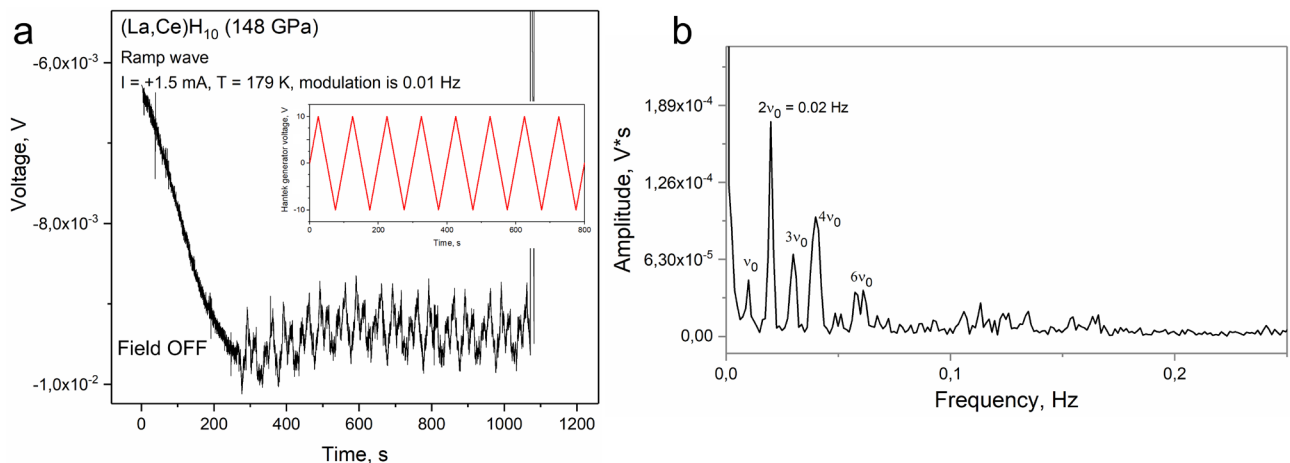 a
(La,Ce)H₁₀ (148 GPa)
Ramp wave
I = +1.5 mA, T = 179 K, modulation is 0.01 Hz
Voltage, V
-6,0x10⁻³
-8,0x10⁻³
-1,0x10⁻²
Field OFF
0
200
400
600
800
1000
1200
Time, s
Hantek generator voltage, V
10
0
-10
0
200
400
600
800
Time, s
b
Amplitude, V*s
1,89x10⁻⁴
1,26x10⁻⁴
6,30x10⁻⁵
0,00
ν₀
2ν₀ = 0.02 Hz
3ν₀
4ν₀
6ν₀
0,0
0,1
0,2
Frequency, Hz